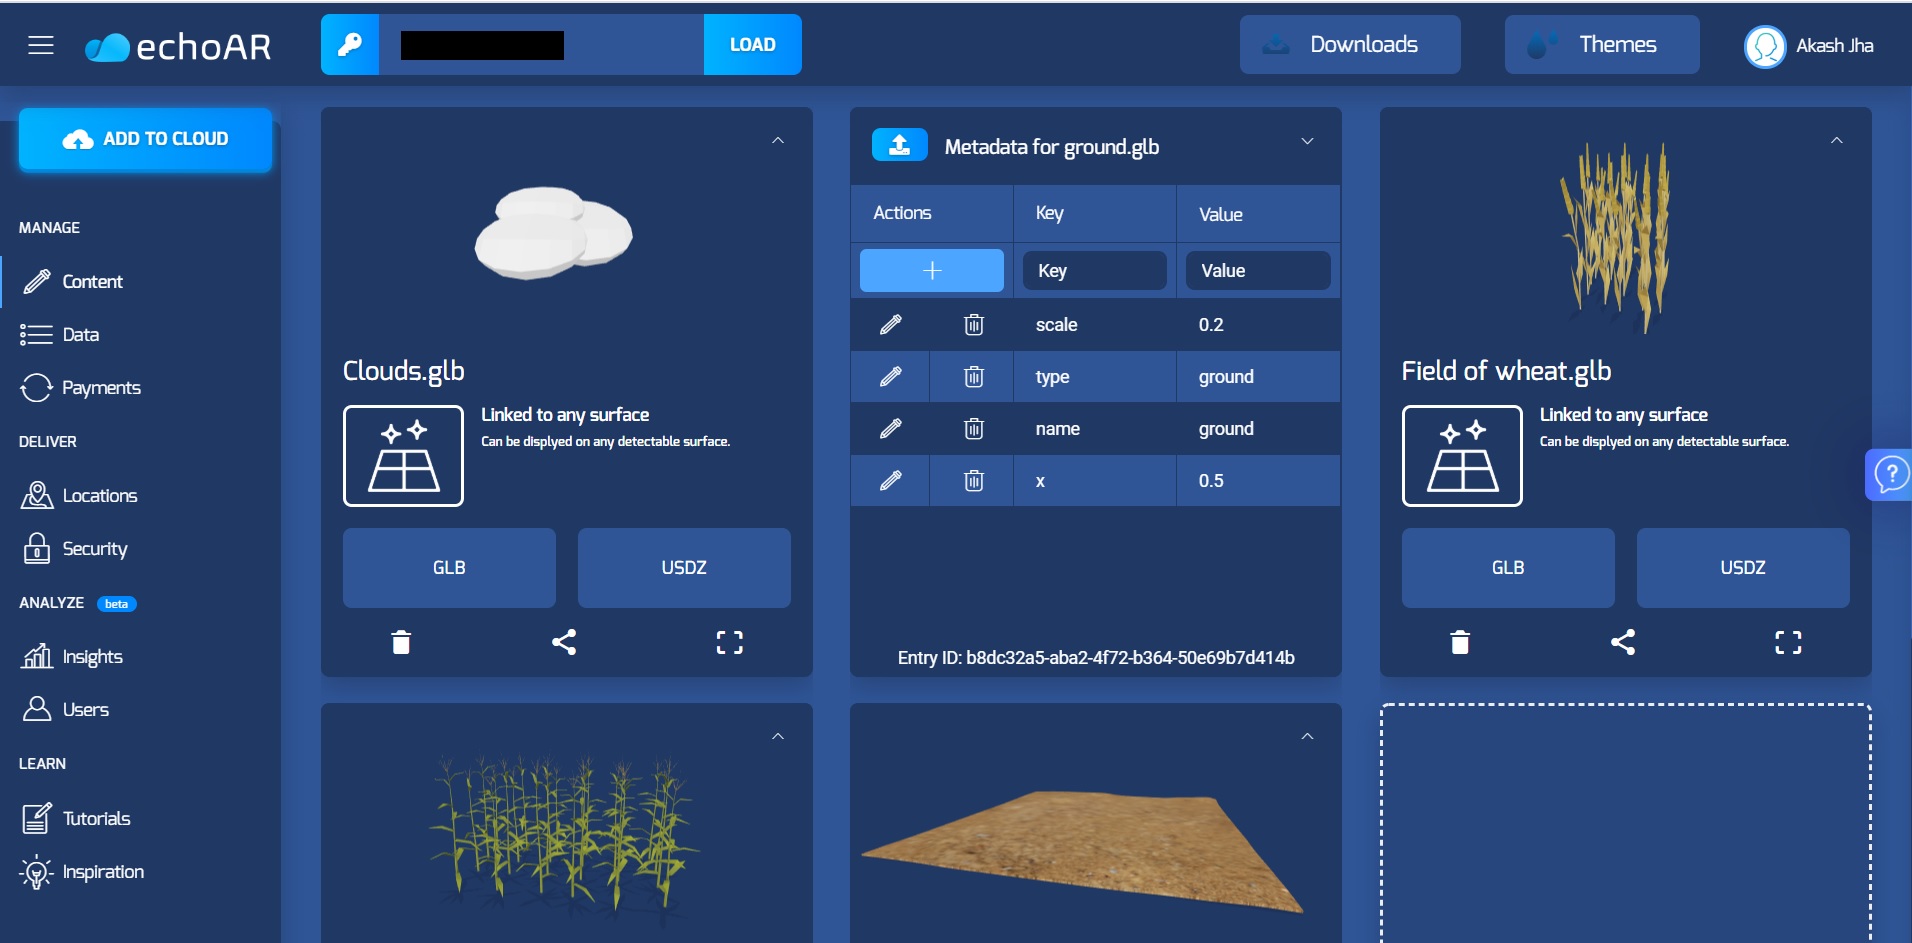 echoAR
LOAD
Downloads
Themes
Akash Jha
ADD TO CLOUD
MANAGE
Content
Data
Payments
DELIVER
Locations
Security
ANALYZE beta
Insights
Users
LEARN
Tutorials
Inspiration
Clouds.glb
Linked to any surface
Can be displyed on any detectable surface.
GLB USDZ
Metadata for ground.glb
Actions Key Value
Key Value
scale 0.2
type ground
name ground
x 0.5
Entry ID: b8dc32a5-aba2-4f72-b364-50e69b7d414b
Field of wheat.glb
Linked to any surface
Can be displyed on any detectable surface.
GLB USDZ